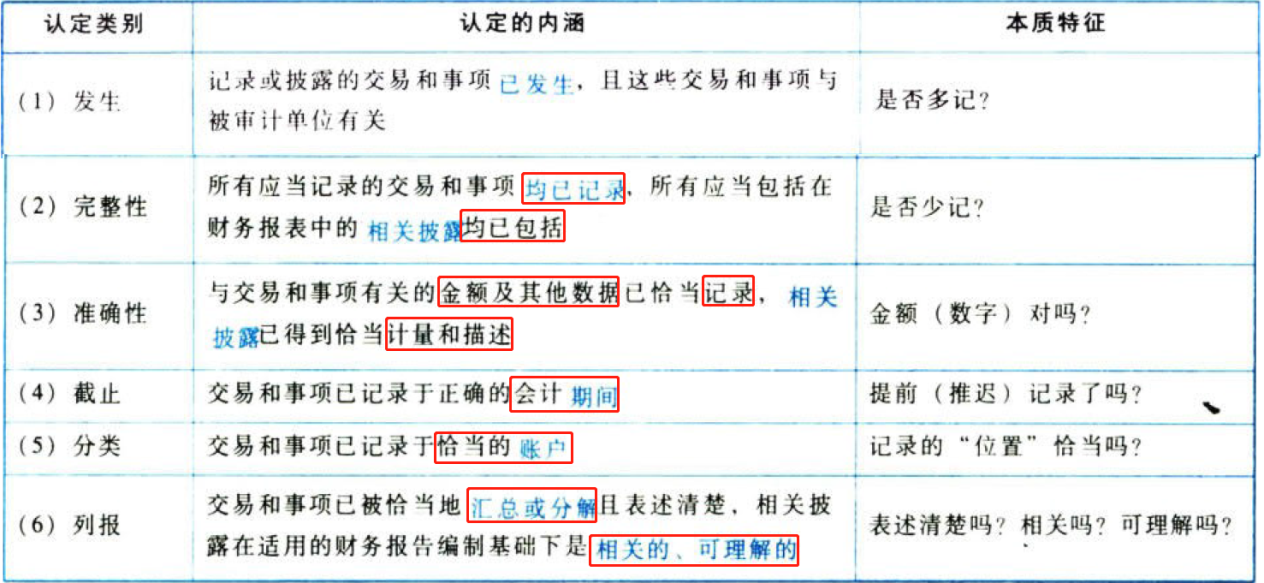 认定类别 认定的内涵 本质特征
(1) 发生 记录或披露的交易和事项已发生，且这些交易和事项与
被审计单位有关 是否多记？
(2) 完整性 所有应当记录的交易和事项均已记录，所有应当包括在
财务报表中的相关披露均已包括 是否少记？
(3) 准确性 与交易和事项有关的金额及其他数据已恰当记录，相关
披露已得到恰当计量和描述 金额（数字）对吗？
(4) 截止 交易和事项已记录于正确的会计期间 提前（推迟）记录了吗？
(5) 分类 交易和事项已记录于恰当的账户 记录的“位置”恰当吗？
(6) 列报 交易和事项已被恰当地汇总或分解且表述清楚，相关披
露在适用的财务报告编制基础下是相关的、可理解的 表述清楚吗？相关吗？可理解吗？